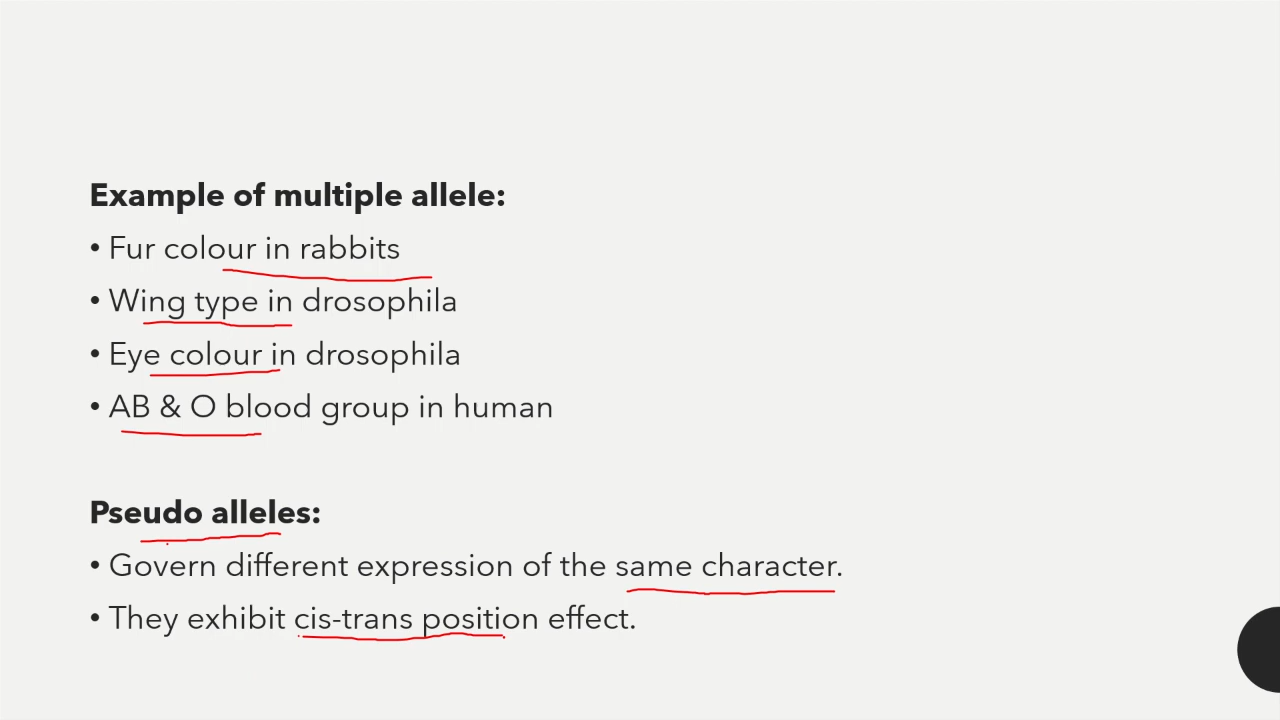 Example of multiple allele:
• Fur colour in rabbits
• Wing type in drosophila
• Eye colour in drosophila
• AB & O blood group in human
Pseudo alleles:
• Govern different expression of the same character.
• They exhibit cis-trans position effect.